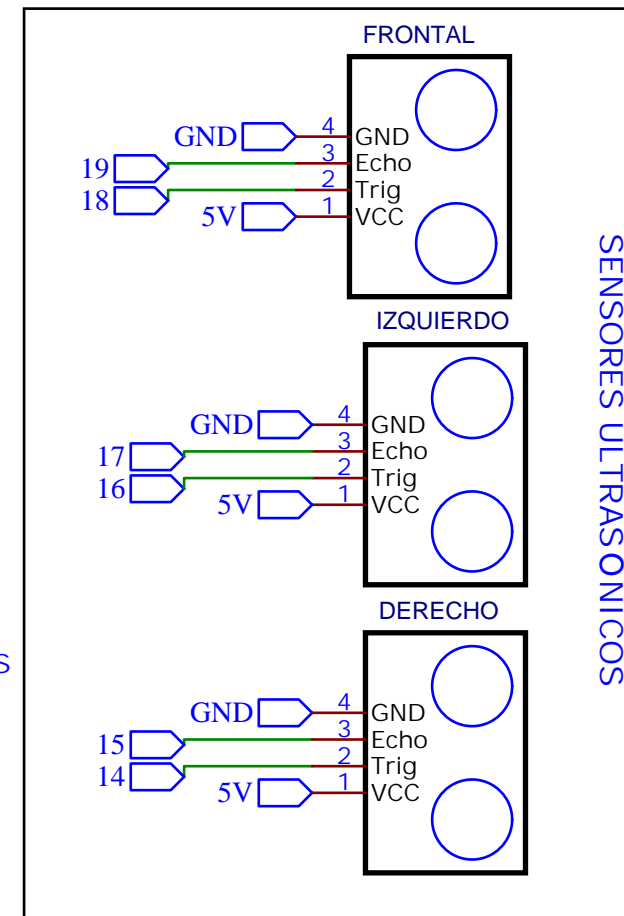 FRONTAL
GND 4 GND
19 3 Echo
18 2 Trig
5V 1 VCC
IZQUIERDO
GND 4 GND
17 3 Echo
16 2 Trig
5V 1 VCC
DERECHO
GND 4 GND
15 3 Echo
14 2 Trig
5V 1 VCC
SENSORES ULTRASONICOS
S